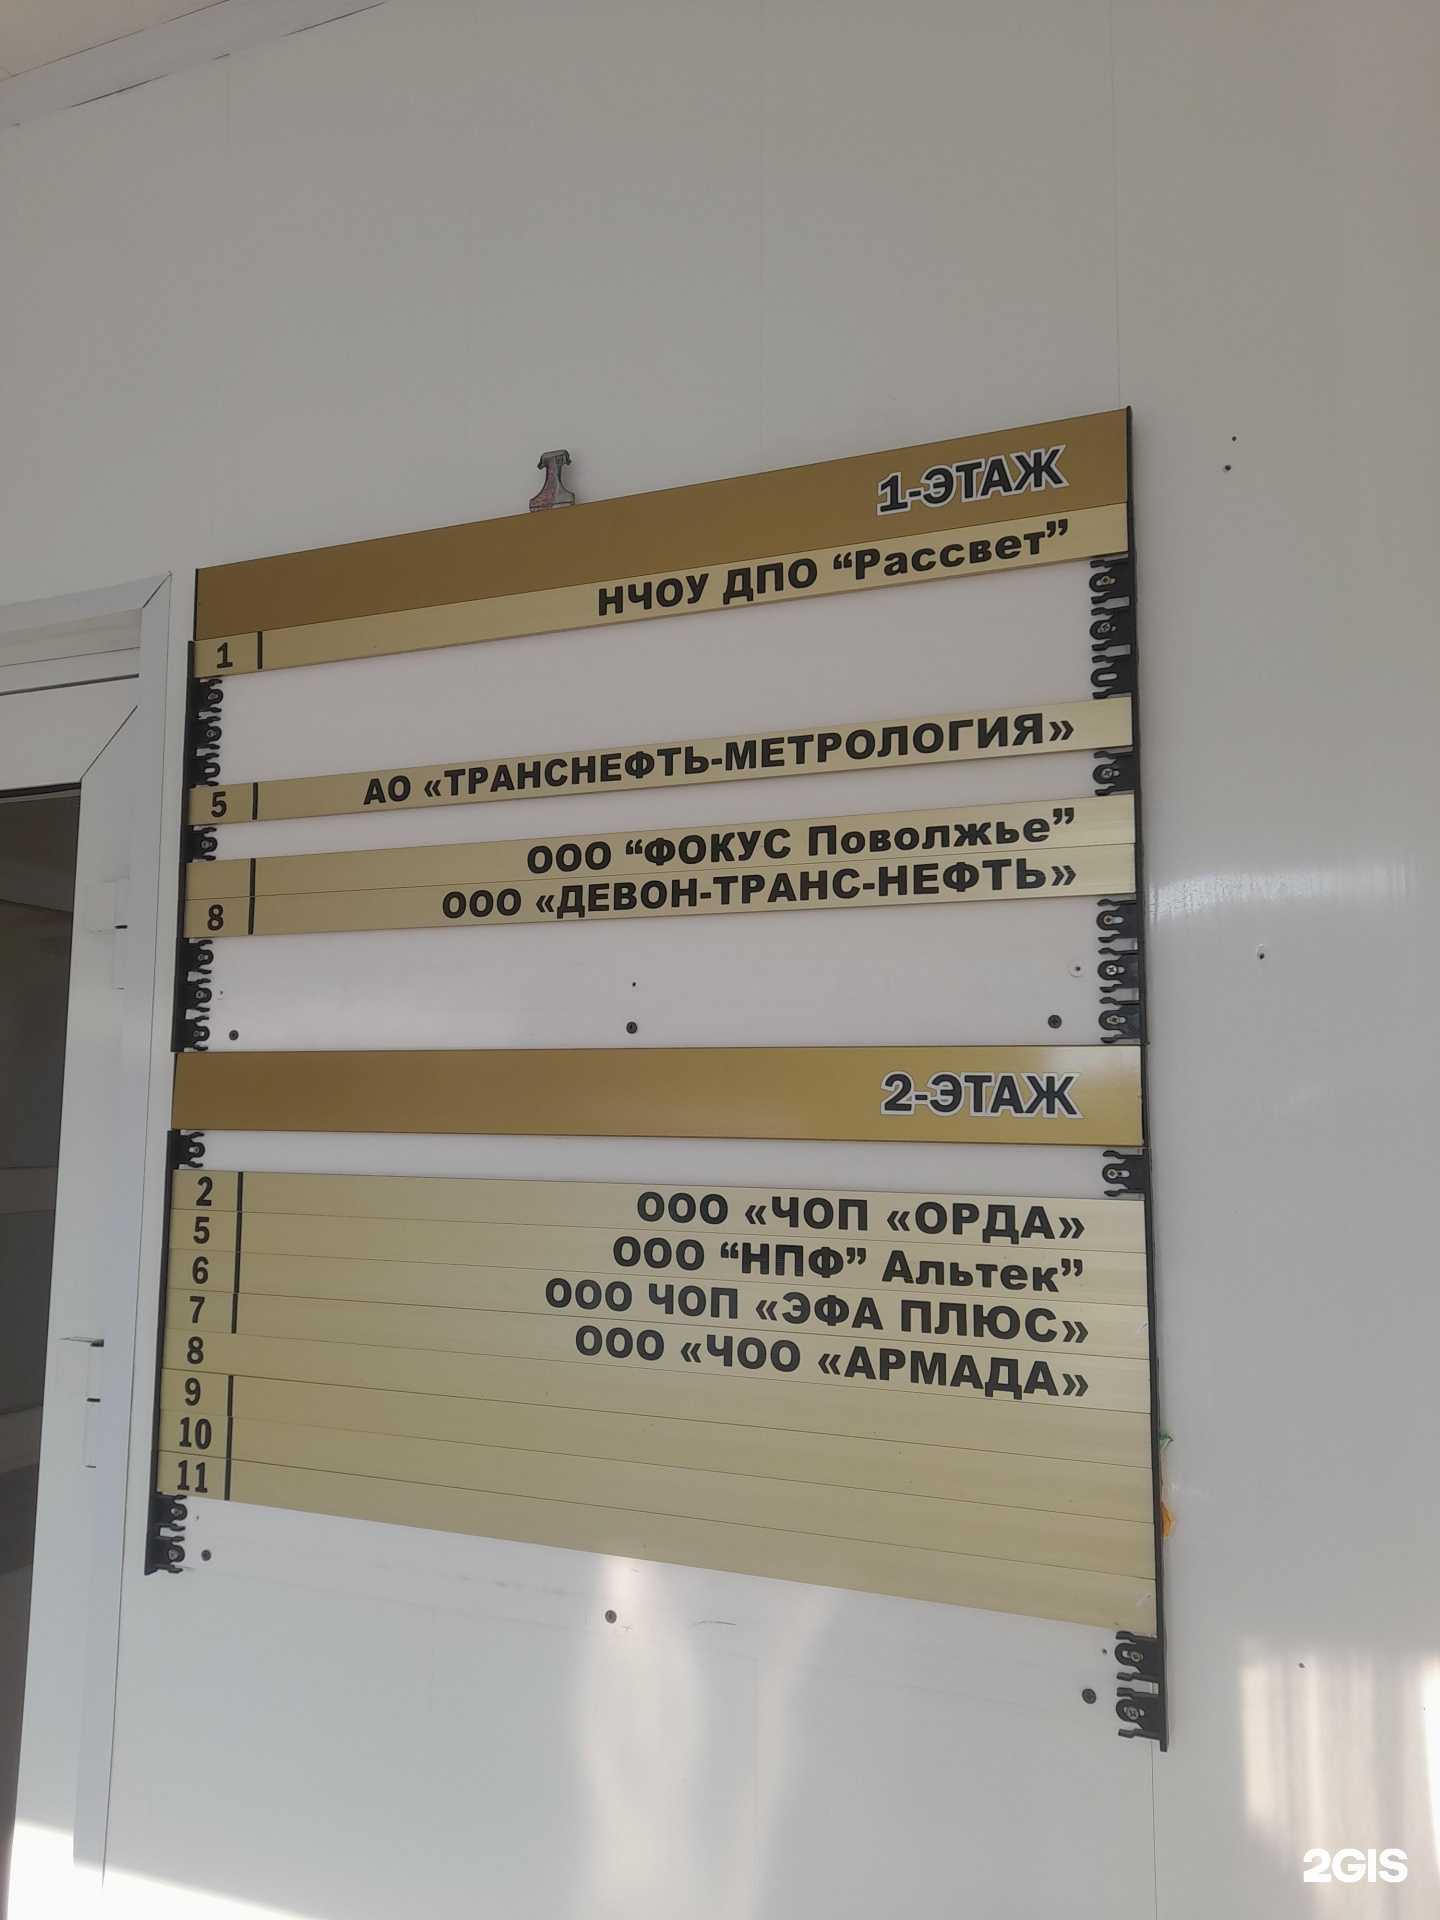 1-ЭТАЖ
1 НЧОУ ДПО “Рассвет”
5 АО «ТРАНСНЕФТЬ-МЕТРОЛОГИЯ»
ООО “ФОКУС Поволжье”
8 ООО «ДЕВОН-ТРАНС-НЕФТЬ»
2-ЭТАЖ
2 ООО «ЧОП «ОРДА»
5 ООО “НПФ” Альтек”
6 ООО ЧОП «ЭФА ПЛЮС»
7 ООО «ЧОО «АРМАДА»
8
9
10
11
2GIS